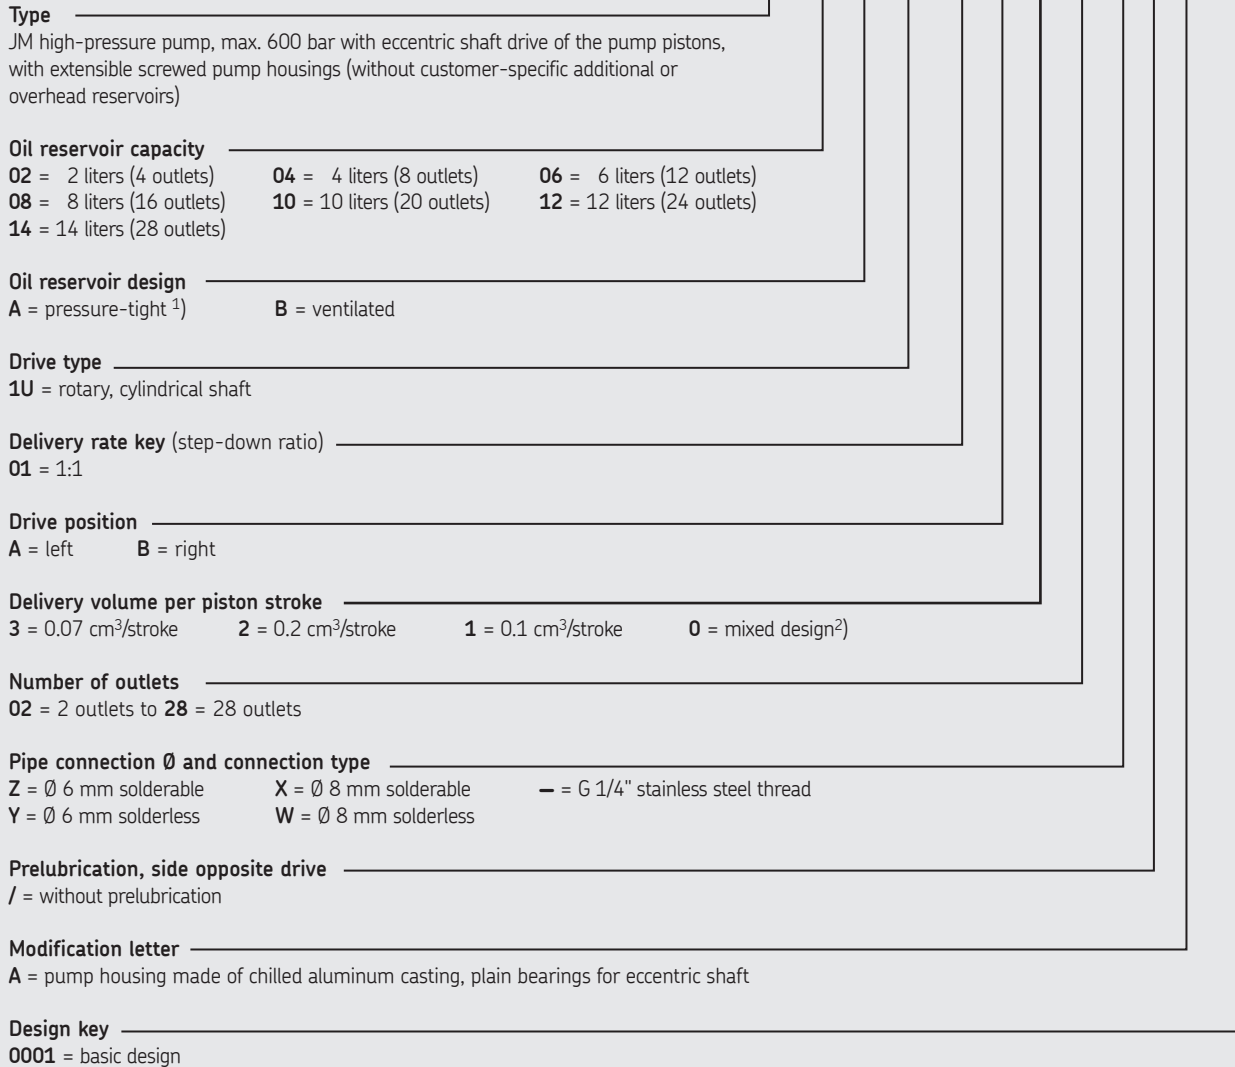 Type
JM high-pressure pump, max. 600 bar with eccentric shaft drive of the pump pistons,
with extensible screwed pump housings (without customer-specific additional or
overhead reservoirs)
Oil reservoir capacity
02 = 2 liters (4 outlets) 04 = 4 liters (8 outlets) 06 = 6 liters (12 outlets)
08 = 8 liters (16 outlets) 10 = 10 liters (20 outlets) 12 = 12 liters (24 outlets)
14 = 14 liters (28 outlets)
Oil reservoir design
A = pressure-tight 1) B = ventilated
Drive type
1U = rotary, cylindrical shaft
Delivery rate key (step-down ratio)
01 = 1:1
Drive position
A = left B = right
Delivery volume per piston stroke
3 = 0.07 cm³/stroke 2 = 0.2 cm³/stroke 1 = 0.1 cm³/stroke 0 = mixed design²)
Number of outlets
02 = 2 outlets to 28 = 28 outlets
Pipe connection Ø and connection type
Z = Ø 6 mm solderable X = Ø 8 mm solderable – = G 1/4" stainless steel thread
Y = Ø 6 mm solderless W = Ø 8 mm solderless
Prelubrication, side opposite drive
/ = without prelubrication
Modification letter
A = pump housing made of chilled aluminum casting, plain bearings for eccentric shaft
Design key
0001 = basic design